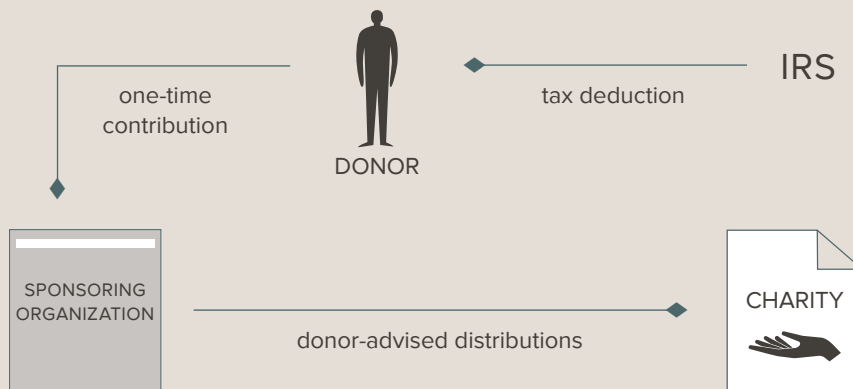 IRS
one-time
contribution
tax deduction
DONOR
SPONSORING
ORGANIZATION
CHARITY
donor-advised distributions